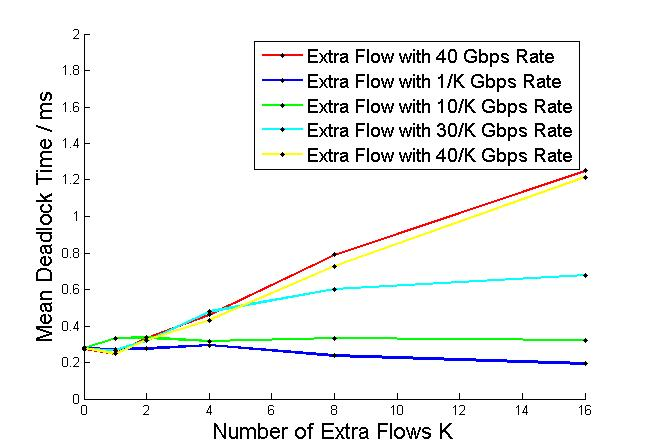 2
1.8
1.6
1.4
1.2
1
0.8
0.6
0.4
0.2
0
Mean Deadlock Time / ms
Extra Flow with 40 Gbps Rate
Extra Flow with 1/K Gbps Rate
Extra Flow with 10/K Gbps Rate
Extra Flow with 30/K Gbps Rate
Extra Flow with 40/K Gbps Rate
0 2 4 6 8 10 12 14 16
Number of Extra Flows K